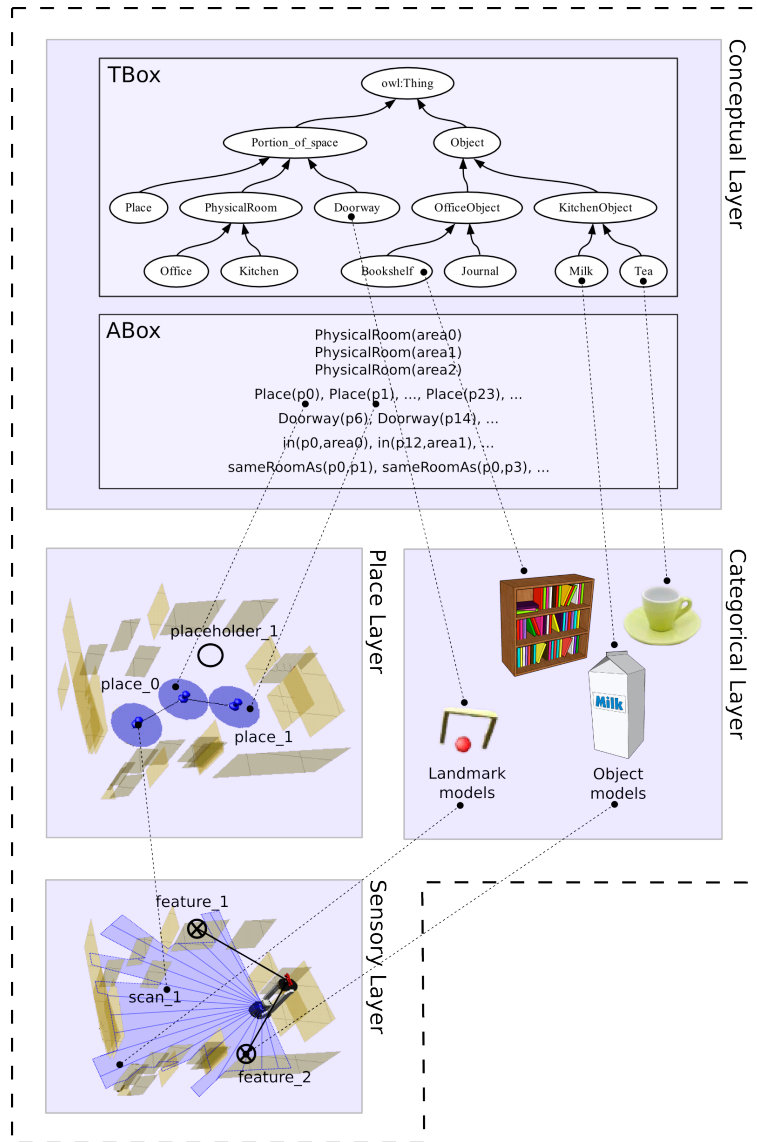 Conceptual Layer
TBox
owl:Thing
Portion_of_space
Object
Place
PhysicalRoom
Doorway
OfficeObject
KitchenObject
Office
Kitchen
Bookshelf
Journal
Milk
Tea
ABox
PhysicalRoom(area0)
PhysicalRoom(area1)
PhysicalRoom(area2)
Place(p0), Place(p1), ..., Place(p23), ...
Doorway(p6), Doorway(p14), ...
in(p0,area0), in(p12,area1), ...
sameRoomAs(p0,p1), sameRoomAs(p0,p3), ...
Place Layer
placeholder_1
place_0
place_1
Categorical Layer
Milk
Landmark
models
Object
models
Sensory Layer
feature_1
scan_1
feature_2